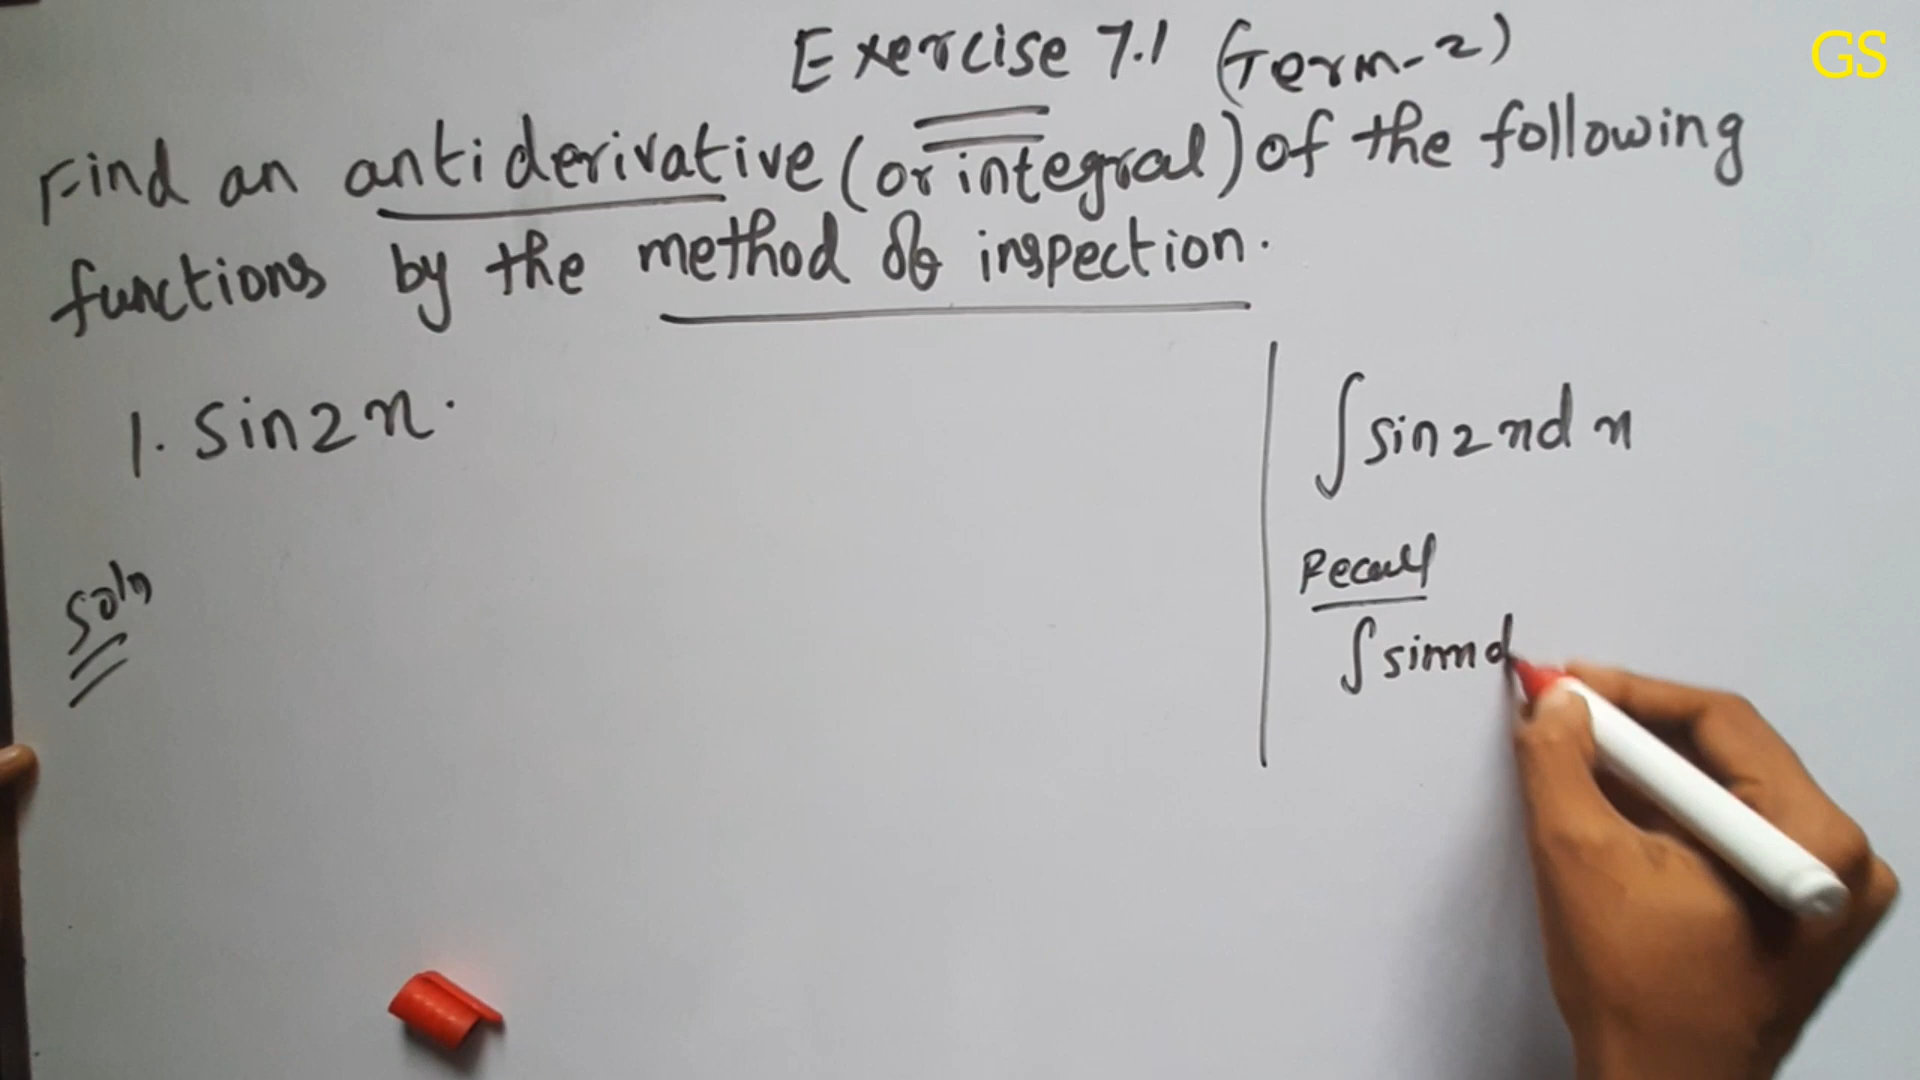 Exercise 7.1 (Term-2)
GS
Find an antiderivative (or integral) of the following
functions by the method of inspection.
1. sin2x.
∫sin2xdx
Soln
Recall
∫sinxd